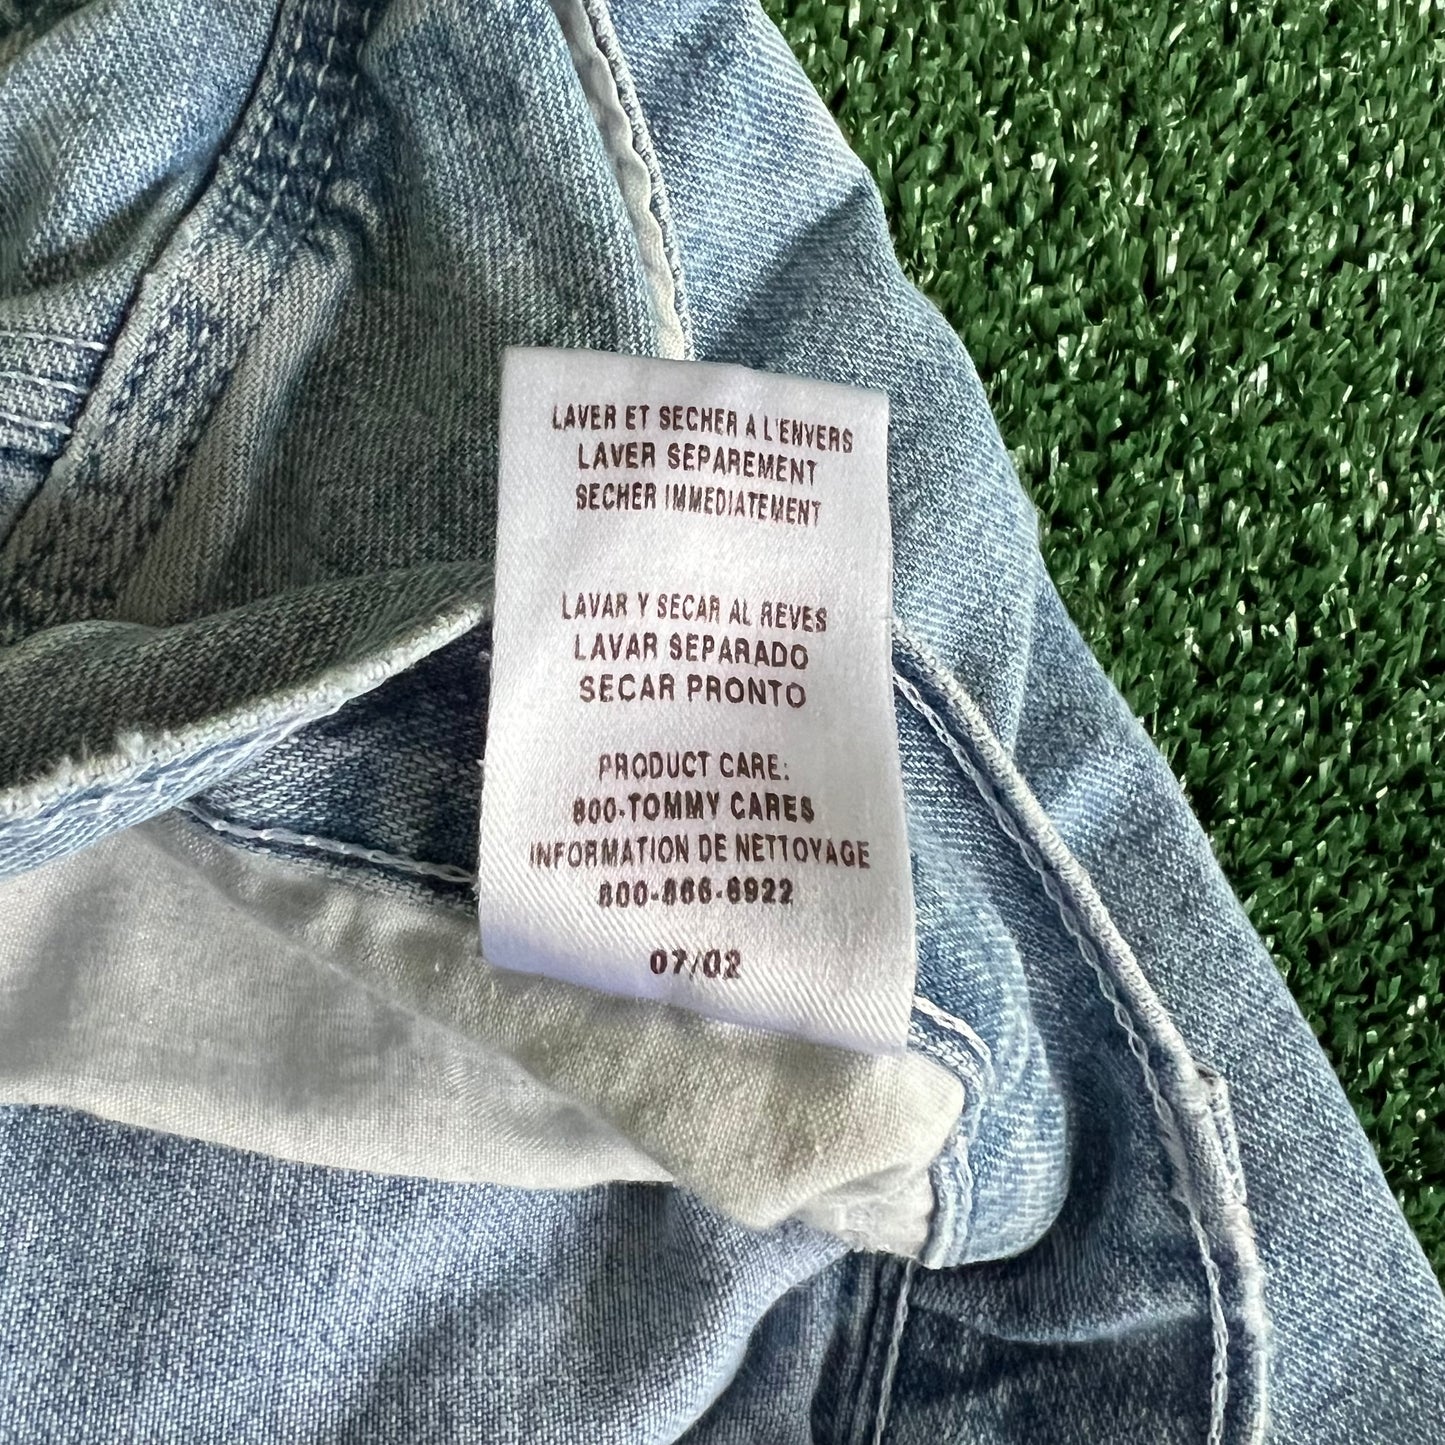 LAVER ET SECHER A L'ENVERS
LAVER SEPAREMENT
SECHER IMMEDIATEMENT
LAVAR Y SECAR AL REVES
LAVAR SEPARADO
SECAR PRONTO
PRODUCT CARE:
800-TOMMY CARES
INFORMATION DE NETTOYAGE
800-866-6922
07/02